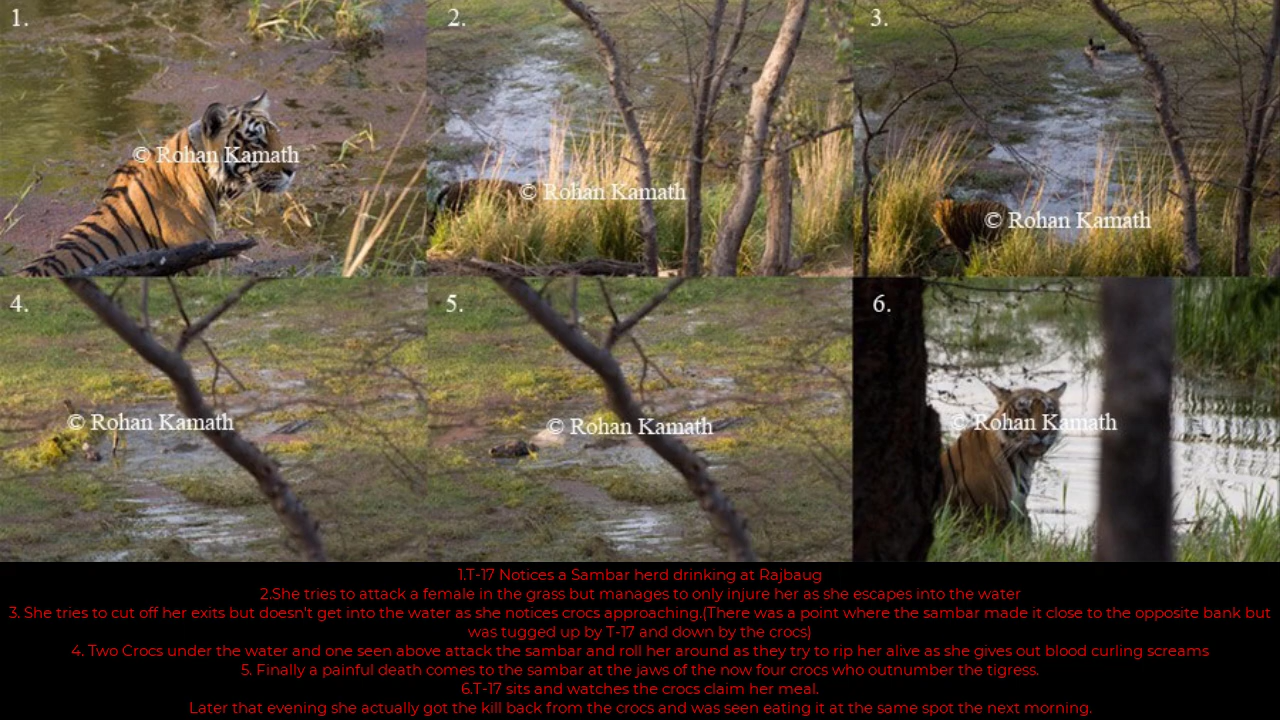 1.
2.
3.
© Rohan Kamath
© Rohan Kamath
© Rohan Kamath
4.
5.
6.
© Rohan Kamath
© Rohan Kamath
© Rohan Kamath
1.T-17 Notices a Sambar herd drinking at Rajbaug
2.She tries to attack a female in the grass but manages to only injure her as she escapes into the water
3. She tries to cut off her exits but doesn't get into the water as she notices crocs approaching.(There was a point where the sambar made it close to the opposite bank but
was tugged up by T-17 and down by the crocs)
4. Two Crocs under the water and one seen above attack the sambar and roll her around as they try to rip her alive as she gives out blood curling screams
5. Finally a painful death comes to the sambar at the jaws of the now four crocs who outnumber the tigress.
6.T-17 sits and watches the crocs claim her meal.
Later that evening she actually got the kill back from the crocs and was seen eating it at the same spot the next morning.